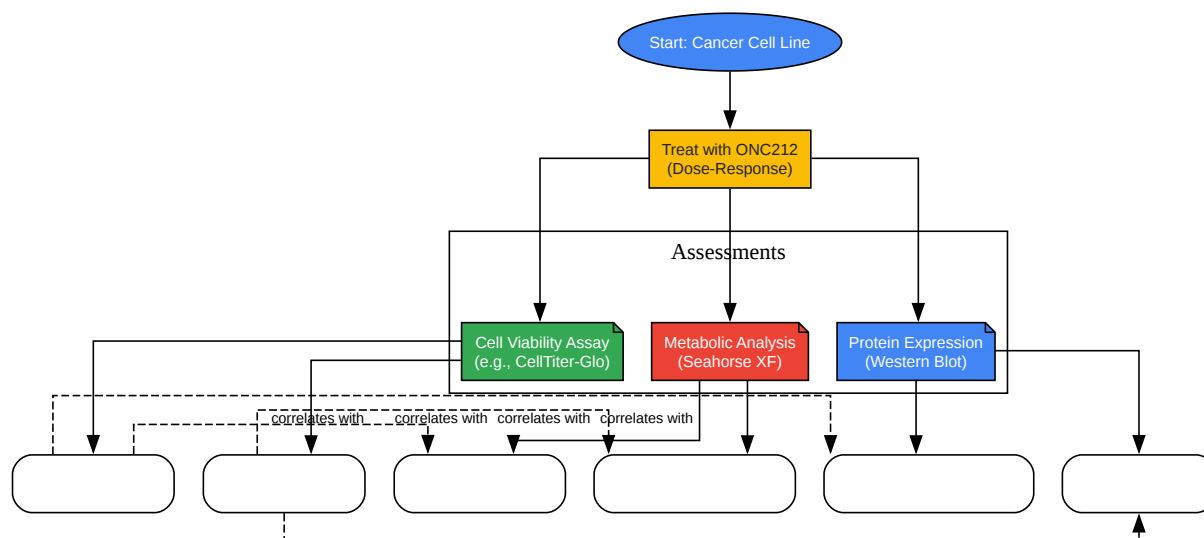 Start: Cancer Cell Line
Treat with ONC212
(Dose-Response)
Assessments
Cell Viability Assay
(e.g., CellTiter-Glo)
Metabolic Analysis
(Seahorse XF)
Protein Expression
(Western Blot)
correlates with
correlates with
correlates with
correlates with